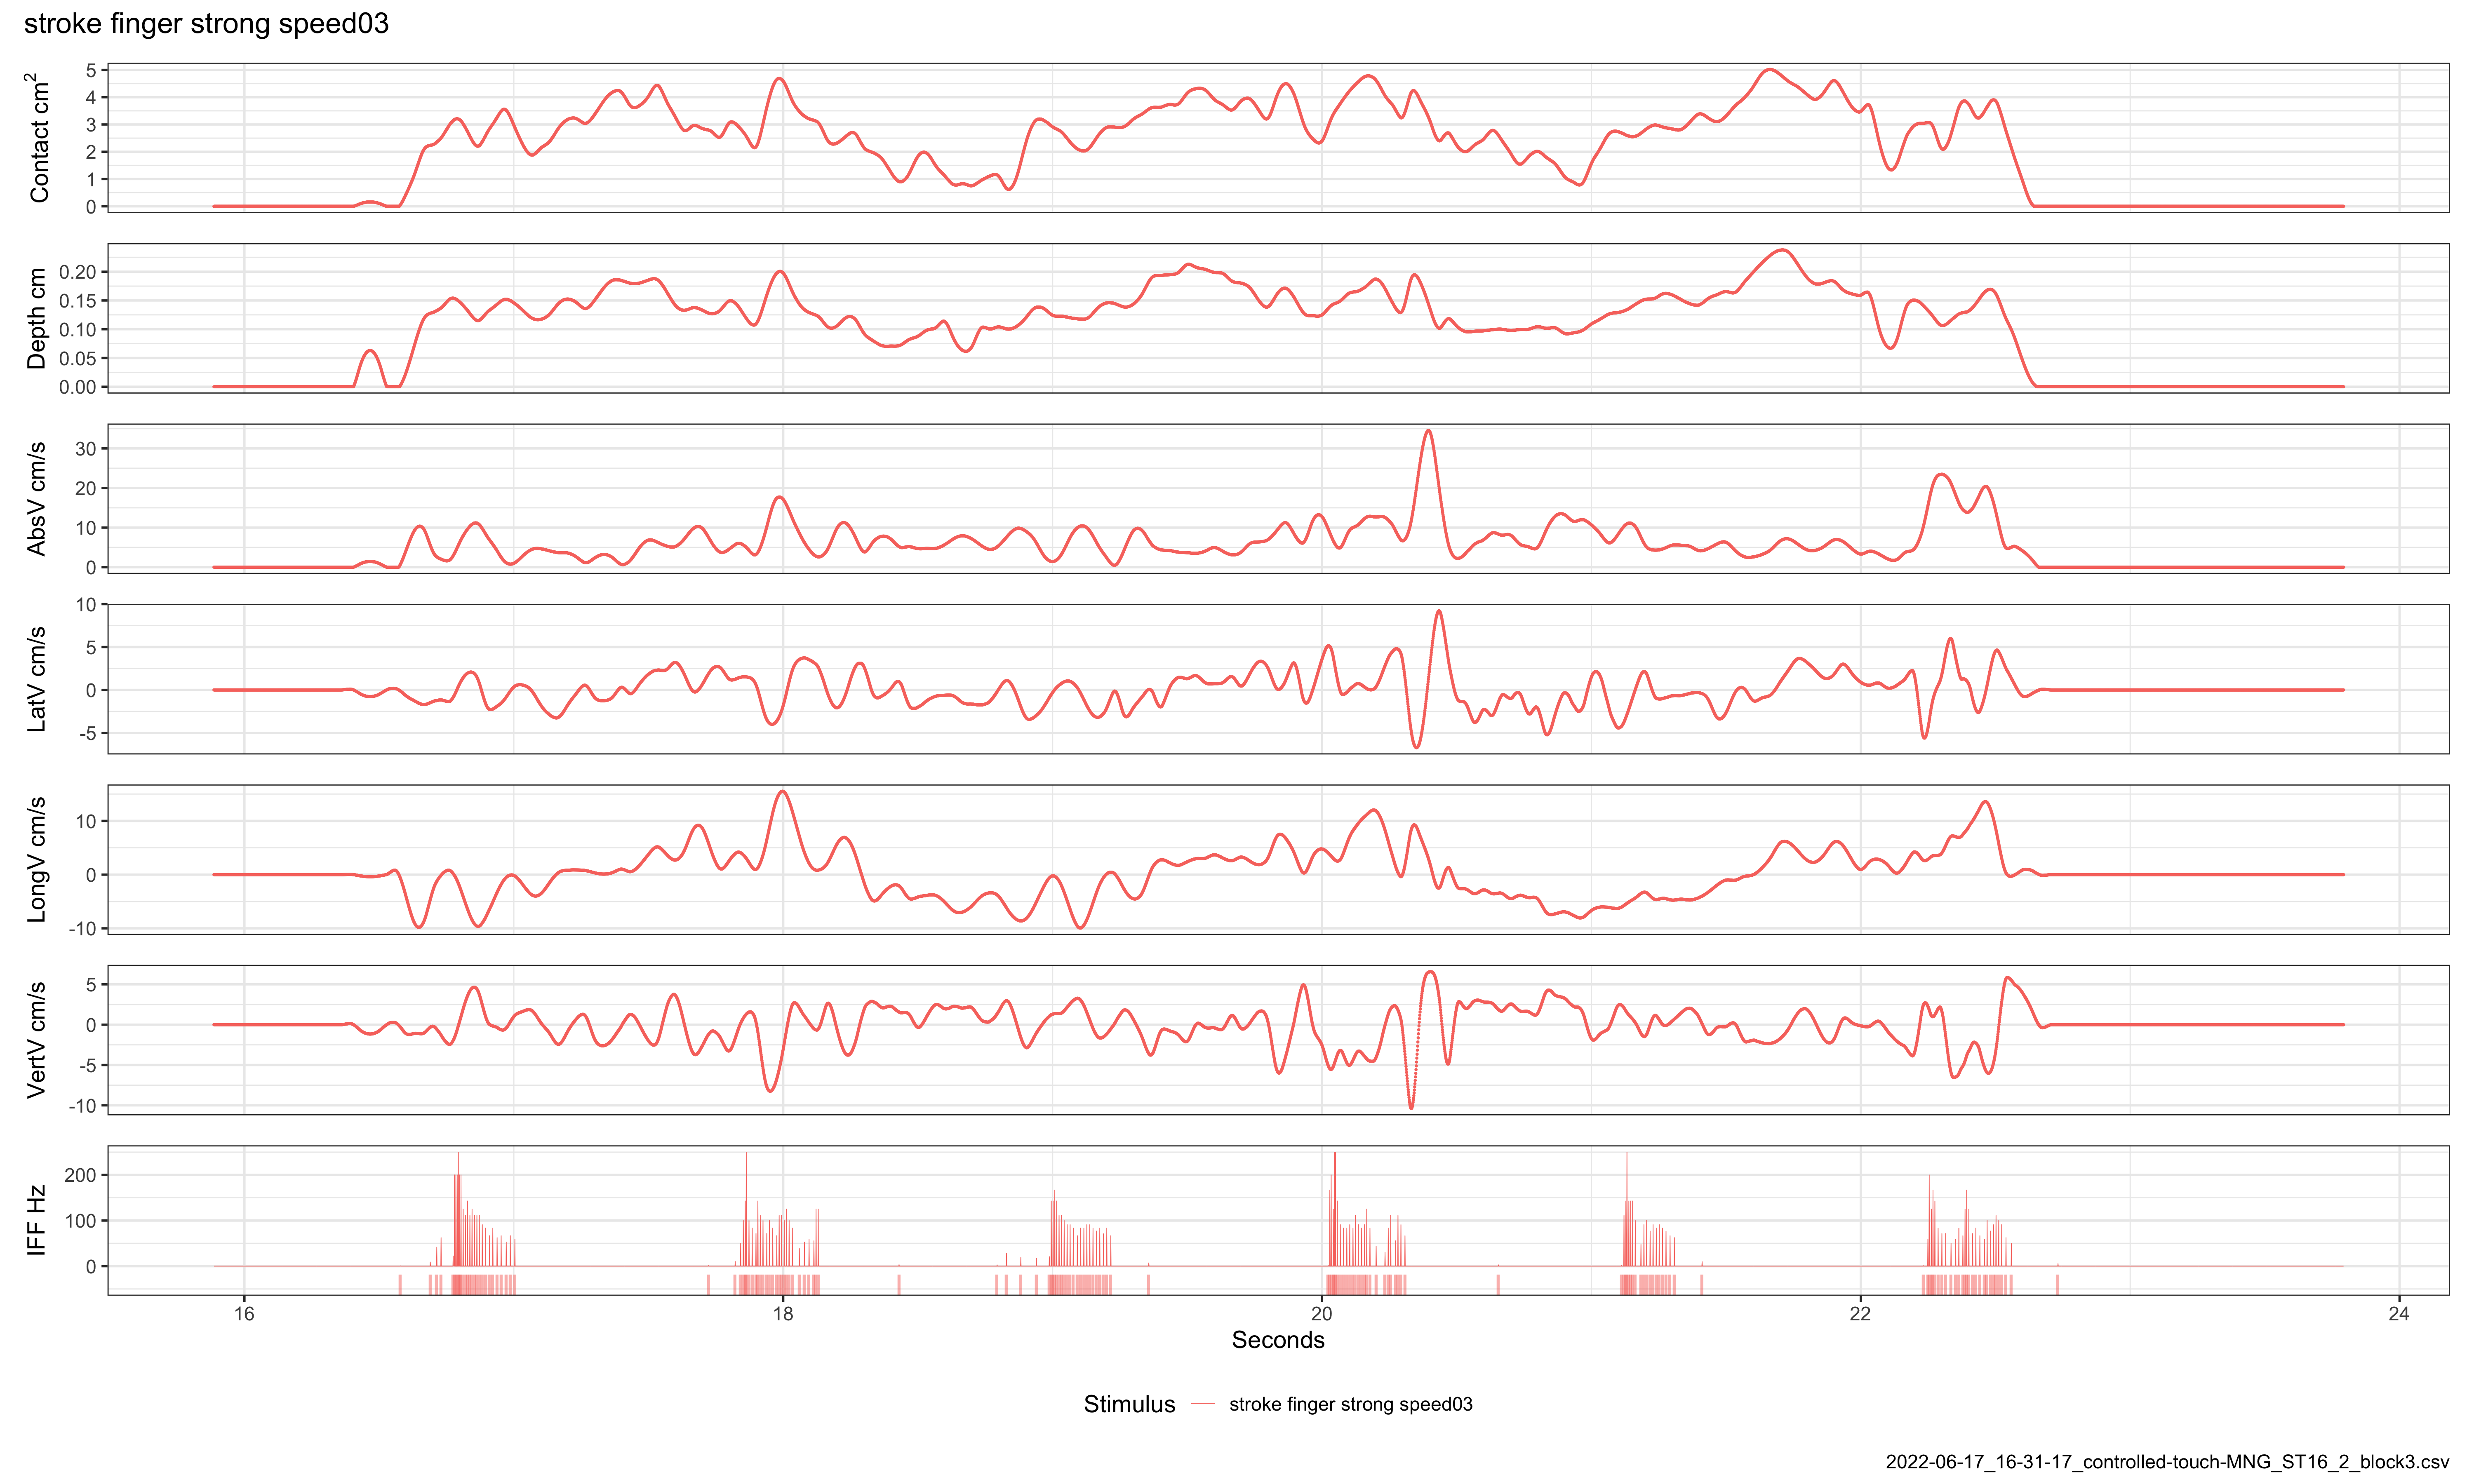 stroke finger strong speed03
Contact cm²
5
4
3
2
1
0
Depth cm
0.20
0.15
0.10
0.05
0.00
AbsV cm/s
30
20
10
0
LatV cm/s
10
5
0
-5
LongV cm/s
10
0
-10
VertV cm/s
5
0
-5
-10
IFF Hz
200
100
0
16 18 20 22 24
Seconds
Stimulus stroke finger strong speed03
2022-06-17_16-31-17_controlled-touch-MNG_ST16_2_block3.csv